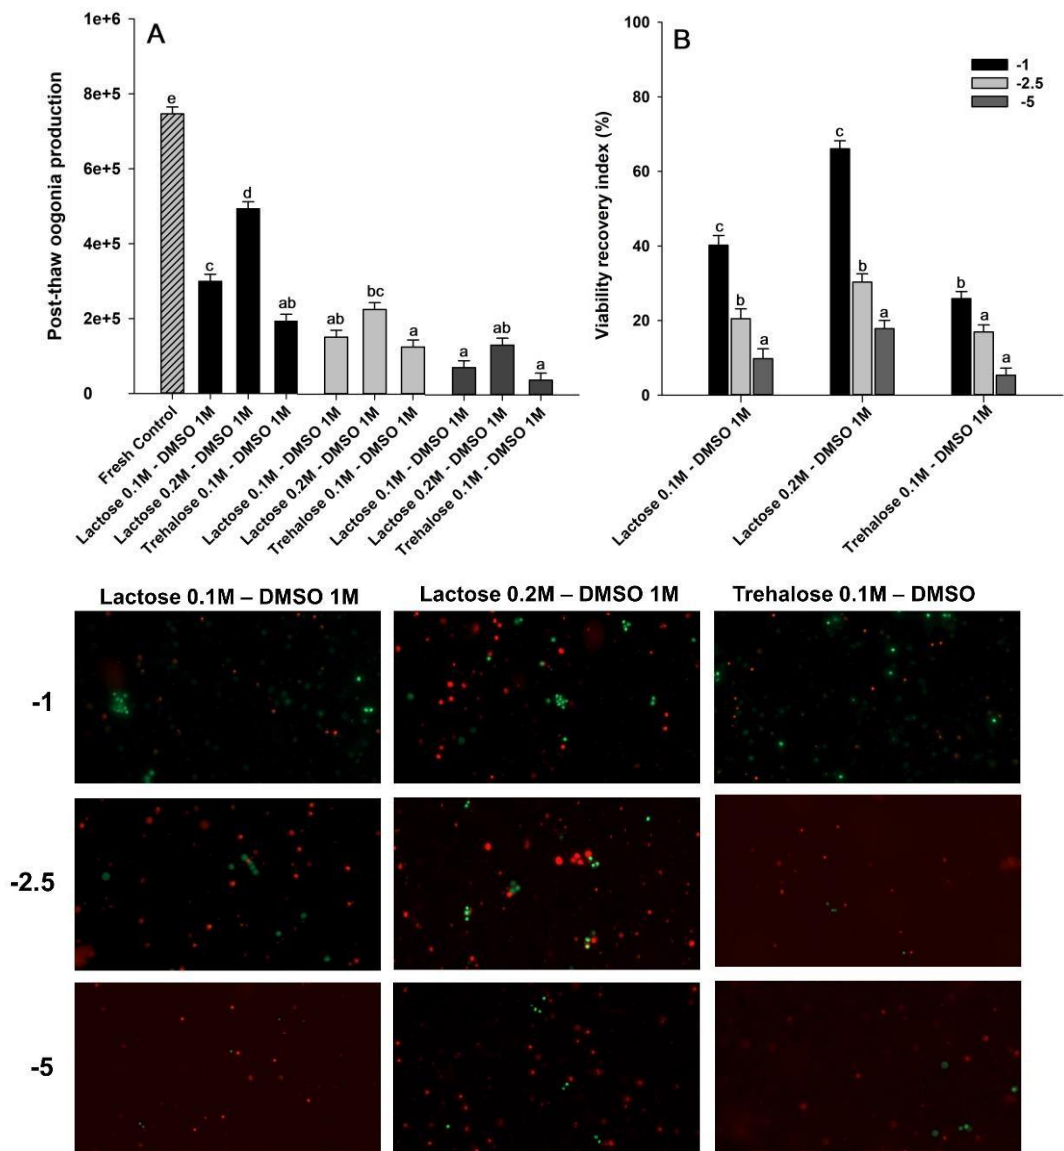 A
Post-thaw oogonia production
1e+6
8e+5
6e+5
4e+5
2e+5
0
e
c
d
ab
ab
bc
a
a
ab
a
Fresh Control
Lactose 0.1M - DMSO 1M
Lactose 0.2M - DMSO 1M
Trehalose 0.1M - DMSO 1M
Lactose 0.1M - DMSO 1M
Lactose 0.2M - DMSO 1M
Trehalose 0.1M - DMSO 1M
Lactose 0.1M - DMSO 1M
Lactose 0.2M - DMSO 1M
Trehalose 0.1M - DMSO 1M
B
Viability recovery index (%)
100
80
60
40
20
0
-1
-2.5
-5
c
b
a
c
b
a
b
a
a
Lactose 0.1M - DMSO 1M
Lactose 0.2M - DMSO 1M
Trehalose 0.1M - DMSO 1M
Lactose 0.1M – DMSO 1M
Lactose 0.2M – DMSO 1M
Trehalose 0.1M – DMSO
-1
-2.5
-5